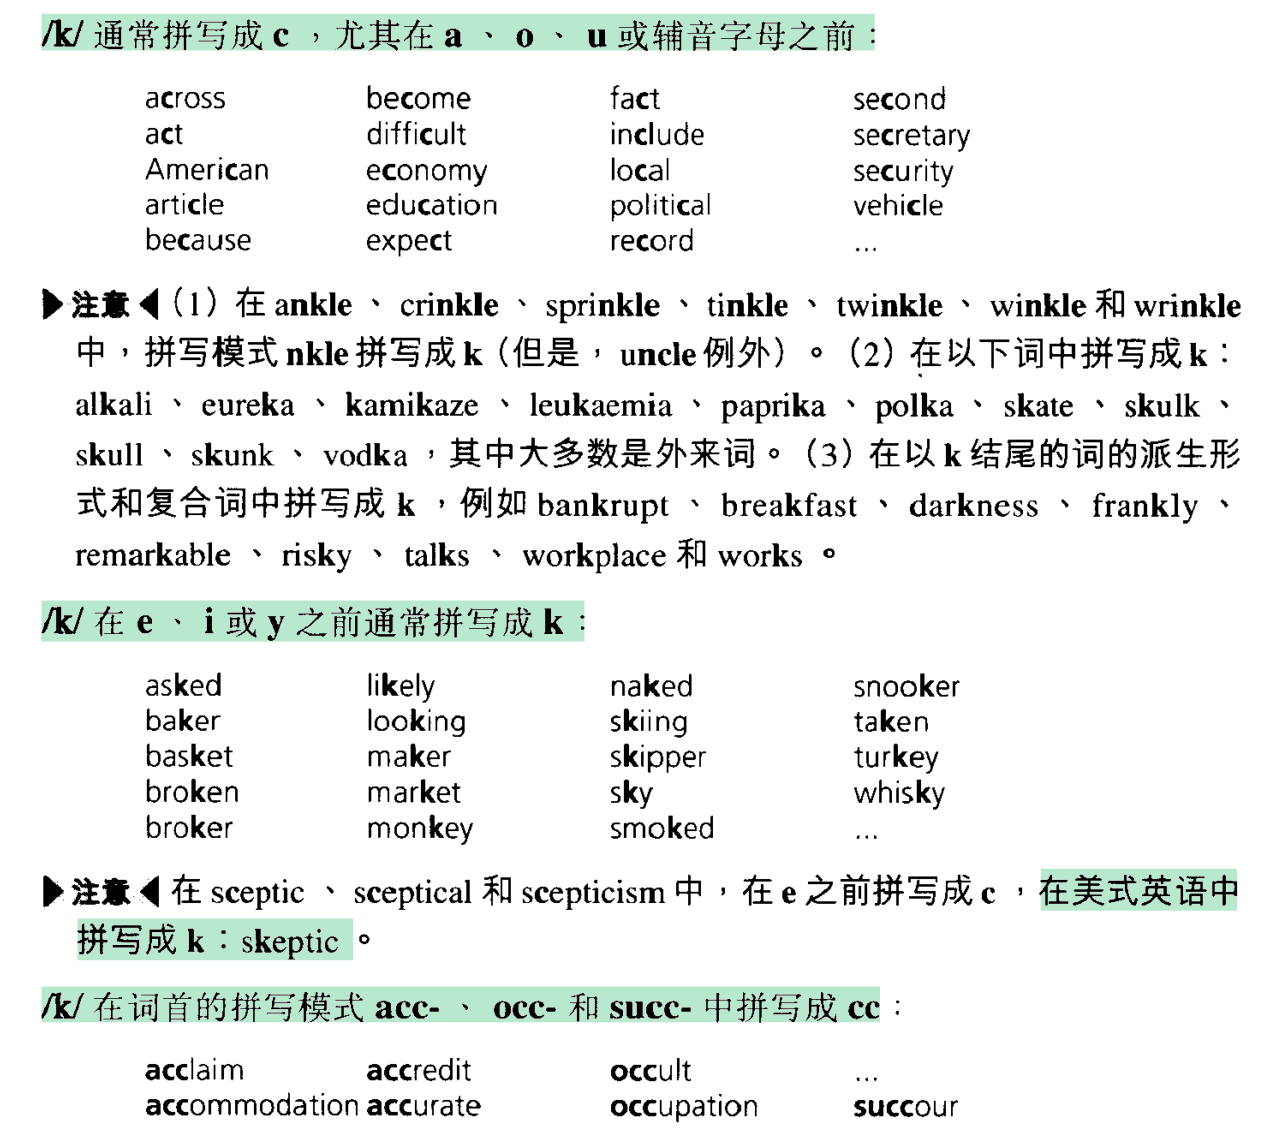 /k/ 通常拼写成 c ，尤其在 a 、 o 、 u 或辅音字母之前：
across become fact second
act difficult include secretary
American economy local security
article education political vehicle
because expect record ...
▶注意◀（1）在 ankle 、 crinkle 、 sprinkle 、 tinkle 、 twinkle 、 winkle 和 wrinkle
中，拼写模式 nkle 拼写成 k（但是，uncle 例外）。（2）在以下词中拼写成 k：
alkali 、 eureka 、 kamikaze 、 leukaemia 、 paprika 、 polka 、 skate 、 skulk 、
skull 、 skunk 、 vodka ，其中大多数是外来词。（3）在以 k 结尾的词的派生形
式和复合词中拼写成 k ，例如 bankrupt 、 breakfast 、 darkness 、 frankly 、
remarkable 、 risky 、 talks 、 workplace 和 works 。
/k/ 在 e 、 i 或 y 之前通常拼写成 k：
asked likely naked snooker
baker looking skiing taken
basket maker skipper turkey
broken market sky whisky
broker monkey smoked ...
▶注意◀ 在 sceptic 、 sceptical 和 scepticism 中，在 e 之前拼写成 c ，在美式英语中
拼写成 k：skeptic 。
/k/ 在词首的拼写模式 acc- 、 occ- 和 succ- 中拼写成 cc：
acclaim accredit occult ...
accommodation accurate occupation succour